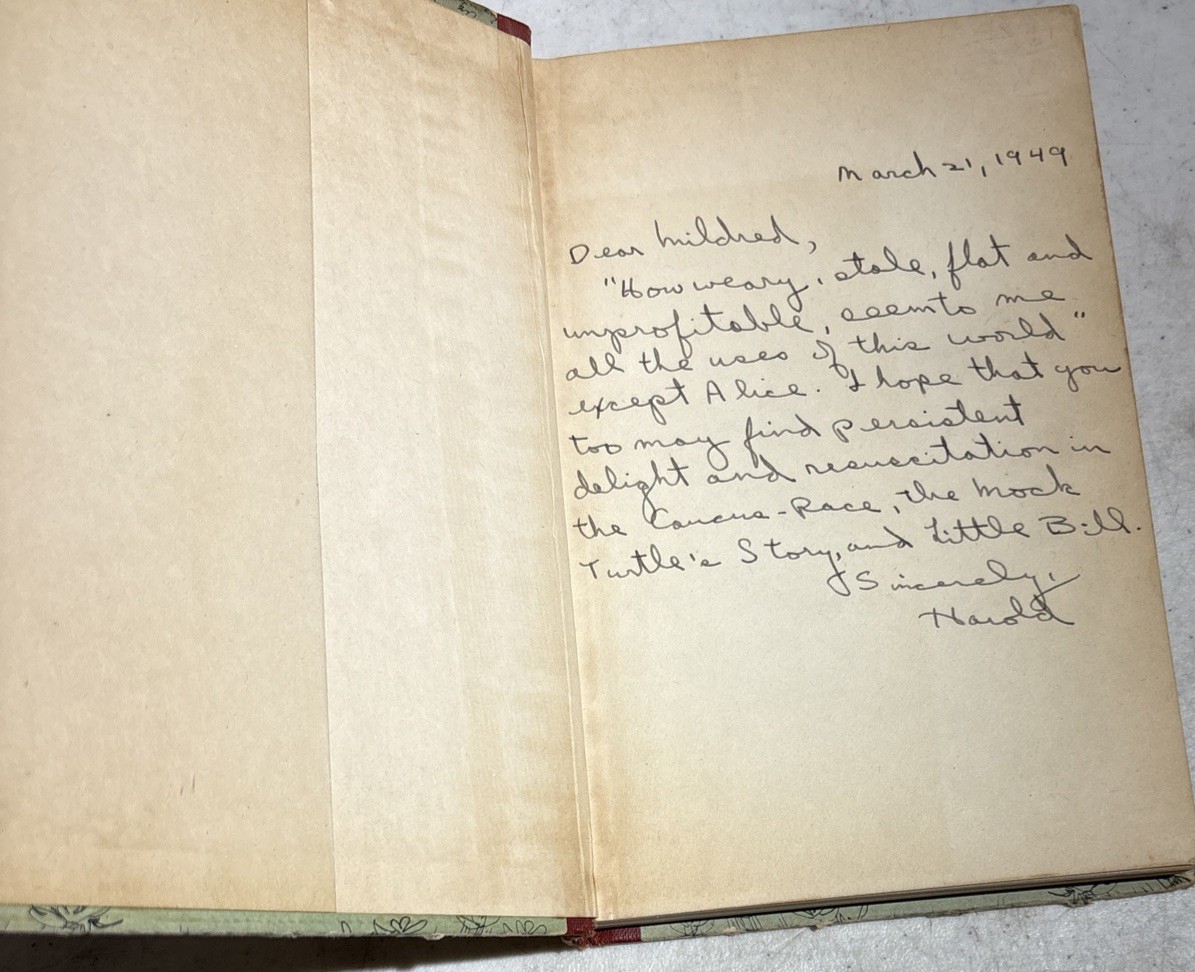 March 21, 1949
Dear Mildred,
"How weary, stale, flat and
unprofitable, seem to me
all the uses of this world"
except Alice. I hope that you
too may find persistent
delight and resuscitation in
the Caucus-Race, the Mock
Turtle's Story, and Little Bill.
Sincerely,
Harold